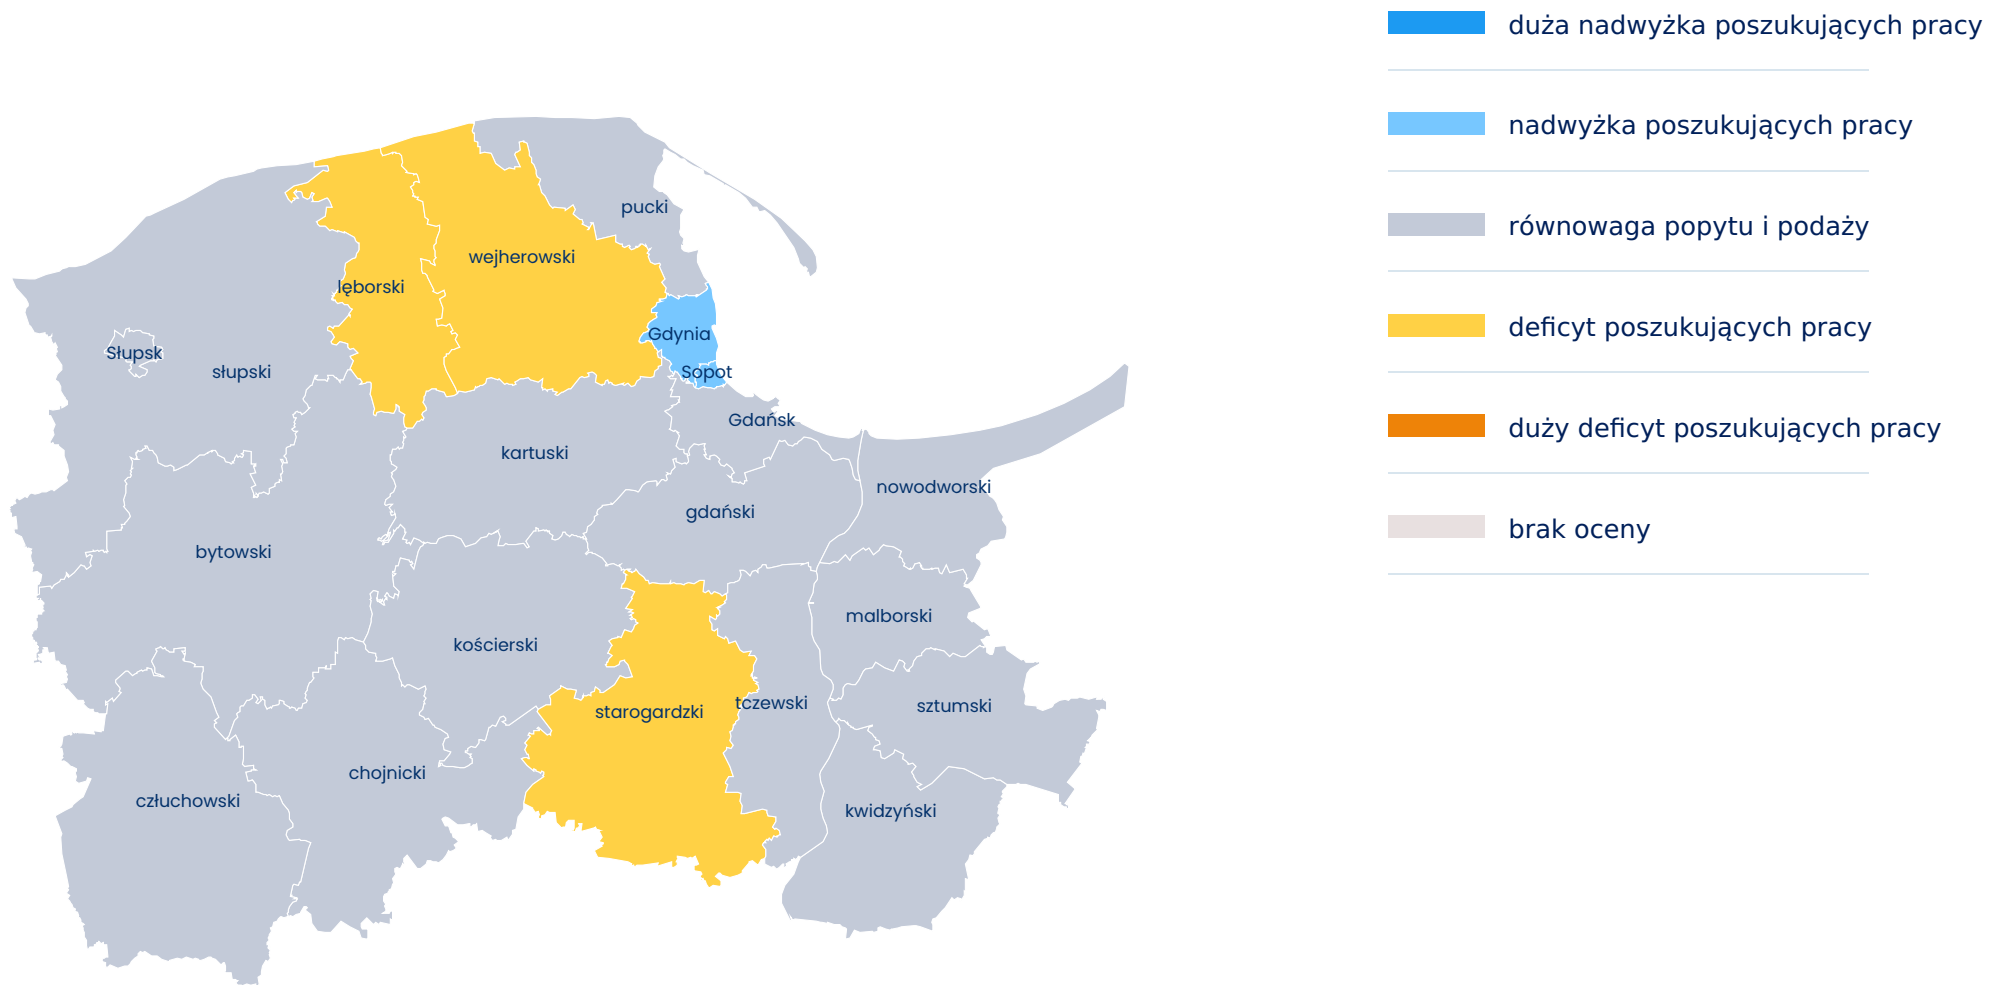 duża nadwyżka poszukujących pracy
nadwyżka poszukujących pracy
równowaga popytu i podaży
deficyt poszukujących pracy
duży deficyt poszukujących pracy
brak oceny
pucki
wejherowski
lęborski
Gdynia
Słupsk
słupski
Sopot
Gdańsk
kartuski
nowodworski
gdański
bytowski
malborski
kościerski
tczewski
sztumski
starogardzki
chojnicki
człuchowski
kwidzyński